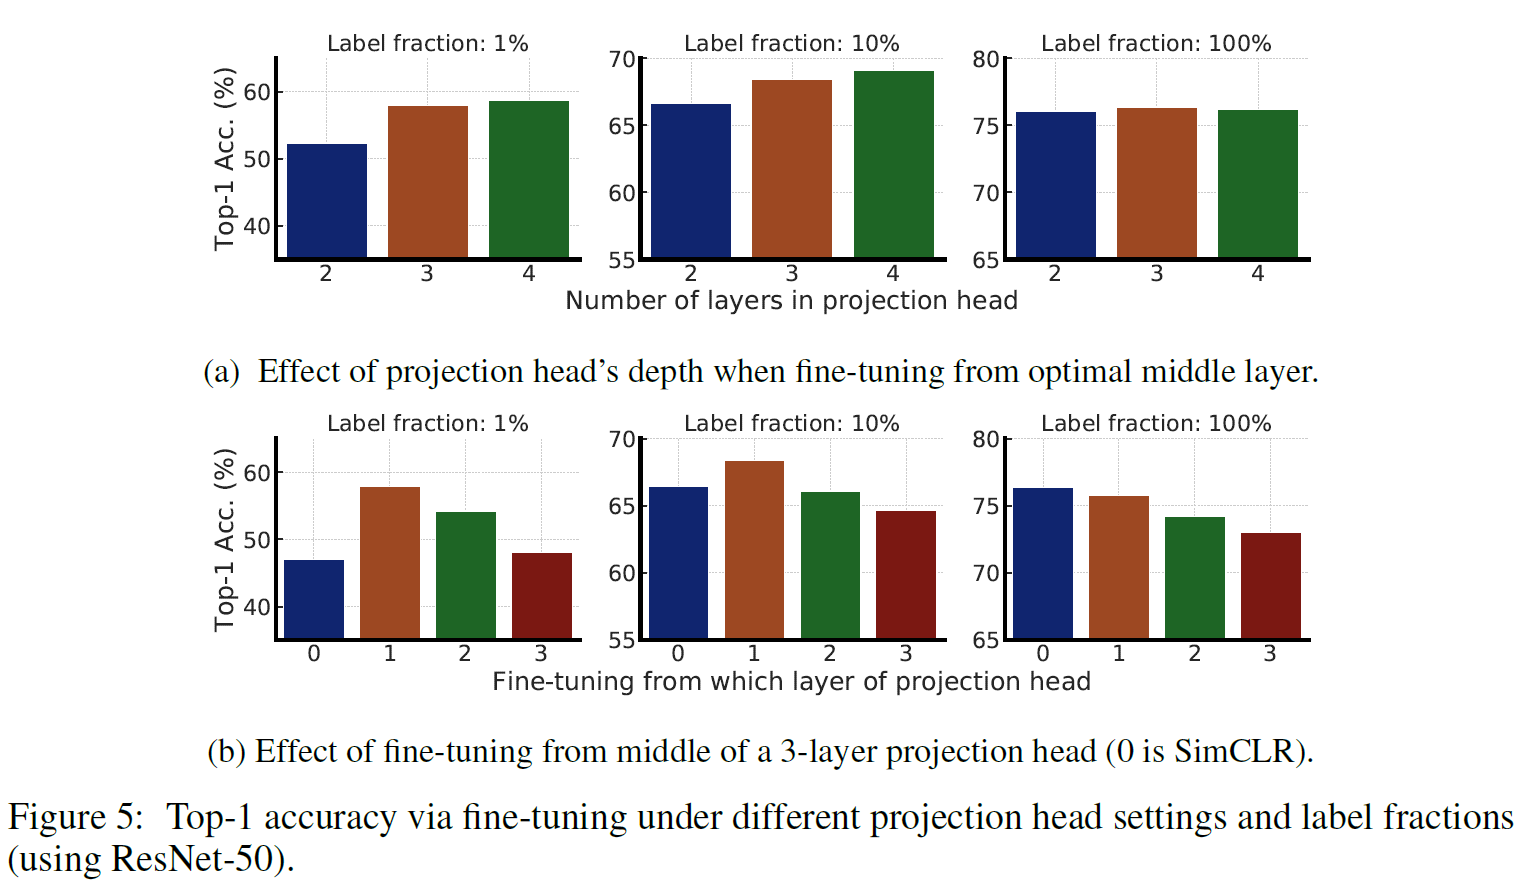 Label fraction: 1% Label fraction: 10% Label fraction: 100%
Top-1 Acc. (%)
60
50
40
2 3 4
70
65
60
55
2 3 4
80
75
70
65
2 3 4
Number of layers in projection head
(a) Effect of projection head's depth when fine-tuning from optimal middle layer.
Label fraction: 1% Label fraction: 10% Label fraction: 100%
Top-1 Acc. (%)
60
50
40
0 1 2 3
70
65
60
55
0 1 2 3
80
75
70
65
0 1 2 3
Fine-tuning from which layer of projection head
(b) Effect of fine-tuning from middle of a 3-layer projection head (0 is SimCLR).
Figure 5: Top-1 accuracy via fine-tuning under different projection head settings and label fractions
(using ResNet-50).